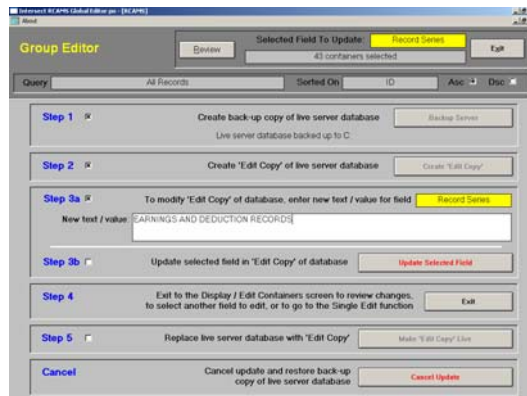 Intersect RCAMS Global Editor pro - [RCAMS]
About
Group Editor
Review
Selected Field To Update:
Record Series
43 containers selected
Exit
Query
All Records
Sorted On
ID
Asc
Dsc
Step 1
Create back-up copy of live server database
Backup Server
Live server database backed up to C
Step 2
Create 'Edit Copy' of live server database
Create 'Edit Copy'
Step 3a
To modify 'Edit Copy' of database, enter new text / value for field
Record Series
New text / value
EARNINGS AND DEDUCTION RECORDS
Step 3b
Update selected field in 'Edit Copy' of database
Update Selected Field
Step 4
Exit to the Display / Edit Containers screen to review changes,
to select another field to edit, or to go to the Single Edit function
Exit
Step 5
Replace live server database with 'Edit Copy'
Make 'Edit Copy' Live
Cancel
Cancel update and restore back-up
copy of live server database
Cancel Update